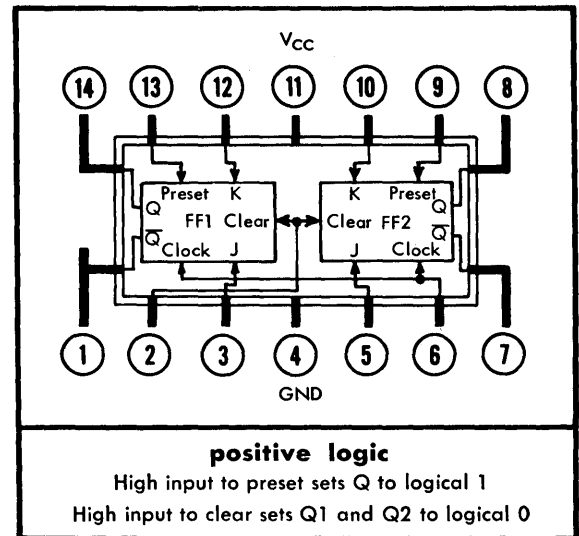 VCC
14 13 12 11 10 9 8
Preset K K Preset
Q FF1 Clear Clear FF2 Q
Q̅ Clock J J Clock Q̅
1 2 3 4 5 6 7
GND
positive logic
High input to preset sets Q to logical 1
High input to clear sets Q1 and Q2 to logical 0